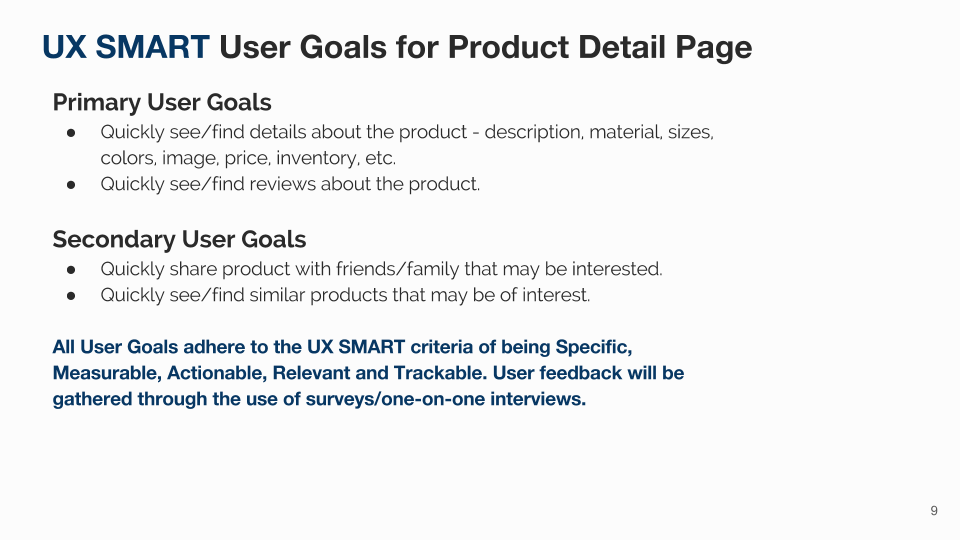 UX SMART User Goals for Product Detail Page
Primary User Goals
● Quickly see/find details about the product - description, material, sizes,
colors, image, price, inventory, etc.
● Quickly see/find reviews about the product.
Secondary User Goals
● Quickly share product with friends/family that may be interested.
● Quickly see/find similar products that may be of interest.
All User Goals adhere to the UX SMART criteria of being Specific,
Measurable, Actionable, Relevant and Trackable. User feedback will be
gathered through the use of surveys/one-on-one interviews.
9